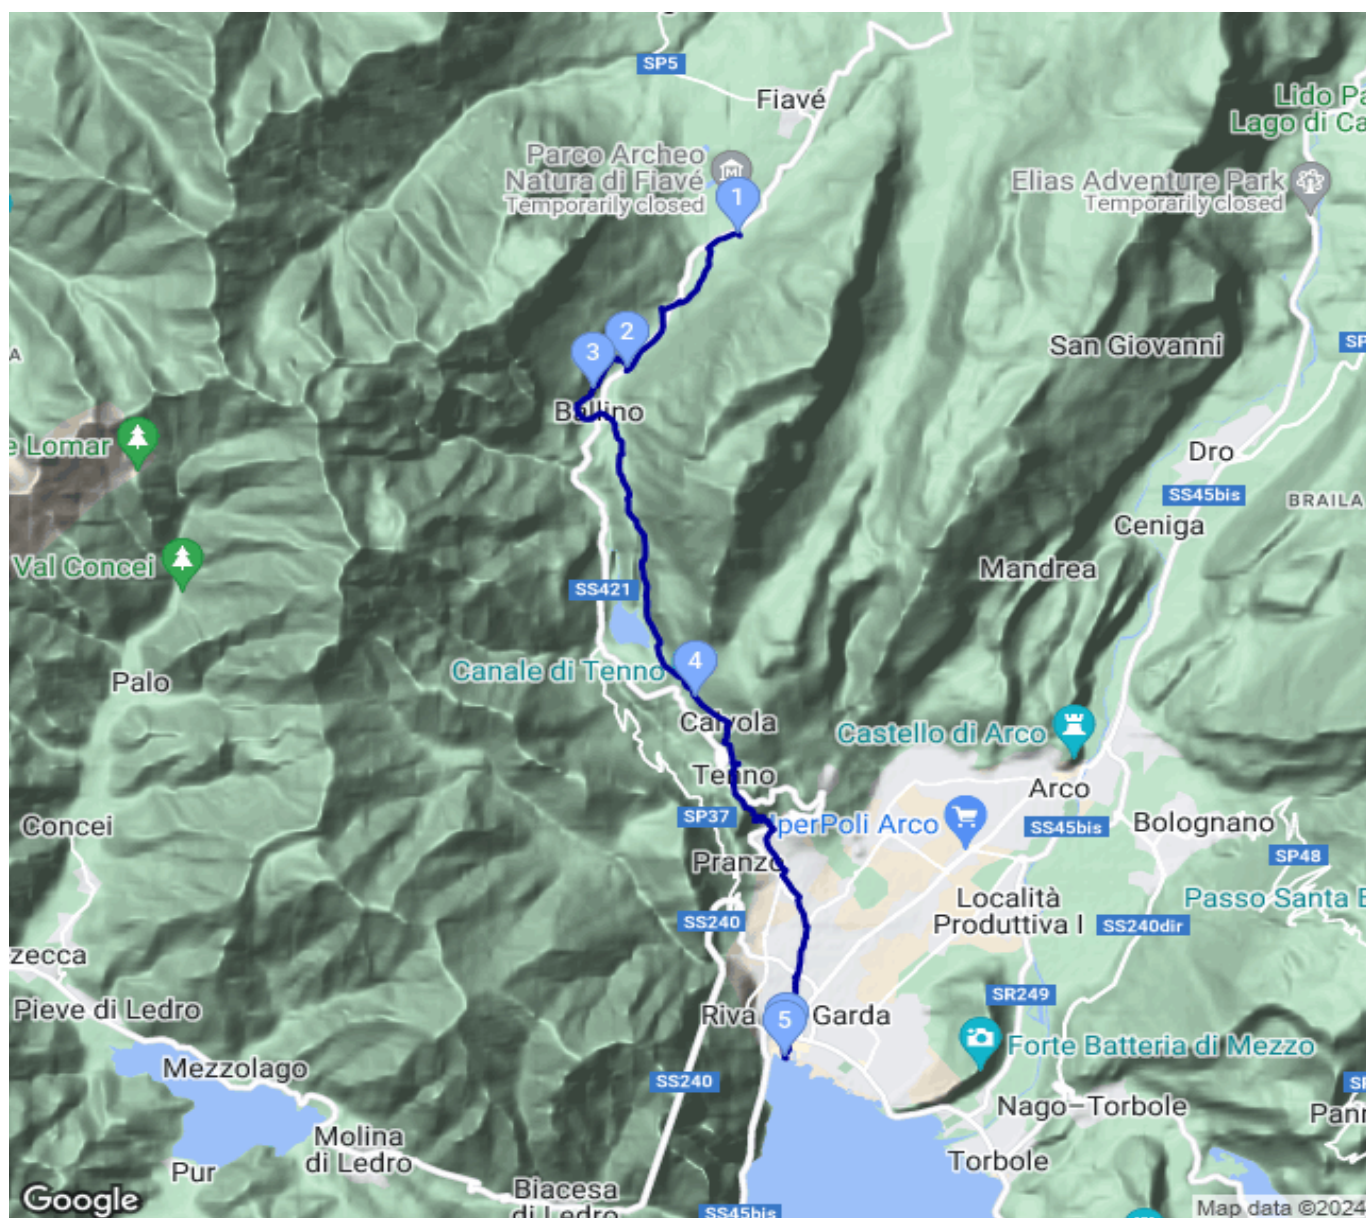 SP5
Fiavé
Lido Pa
Lago di Ca
Parco Archeo
Natura di Fiavé
Temporarily closed
1
Elias Adventure Park
Temporarily closed
San Giovanni
SP
A
2
3
Ballino
e Lomar
Dro
SS45bis
BRAILA
Ceniga
Val Concei
Mandrea
SS421
Canale di Tenno
4
Palo
Calvola
Castello di Arco
Tenno
Arco
SP37
IperPoli Arco
SS45bis
Bolognano
Concei
Pranzo
SP48
Località
Produttiva I
Passo Santa B
SS240
SS240dir
zecca
Pieve di Ledro
SR249
Riva
5
Garda
Forte Batteria di Mezzo
Mezzolago
SS240
SP
Nago–Torbole
Pann
Molina
di Ledro
Torbole
Pur
Biacesa
di Ledro
SS45bis
Google
Map data ©2024